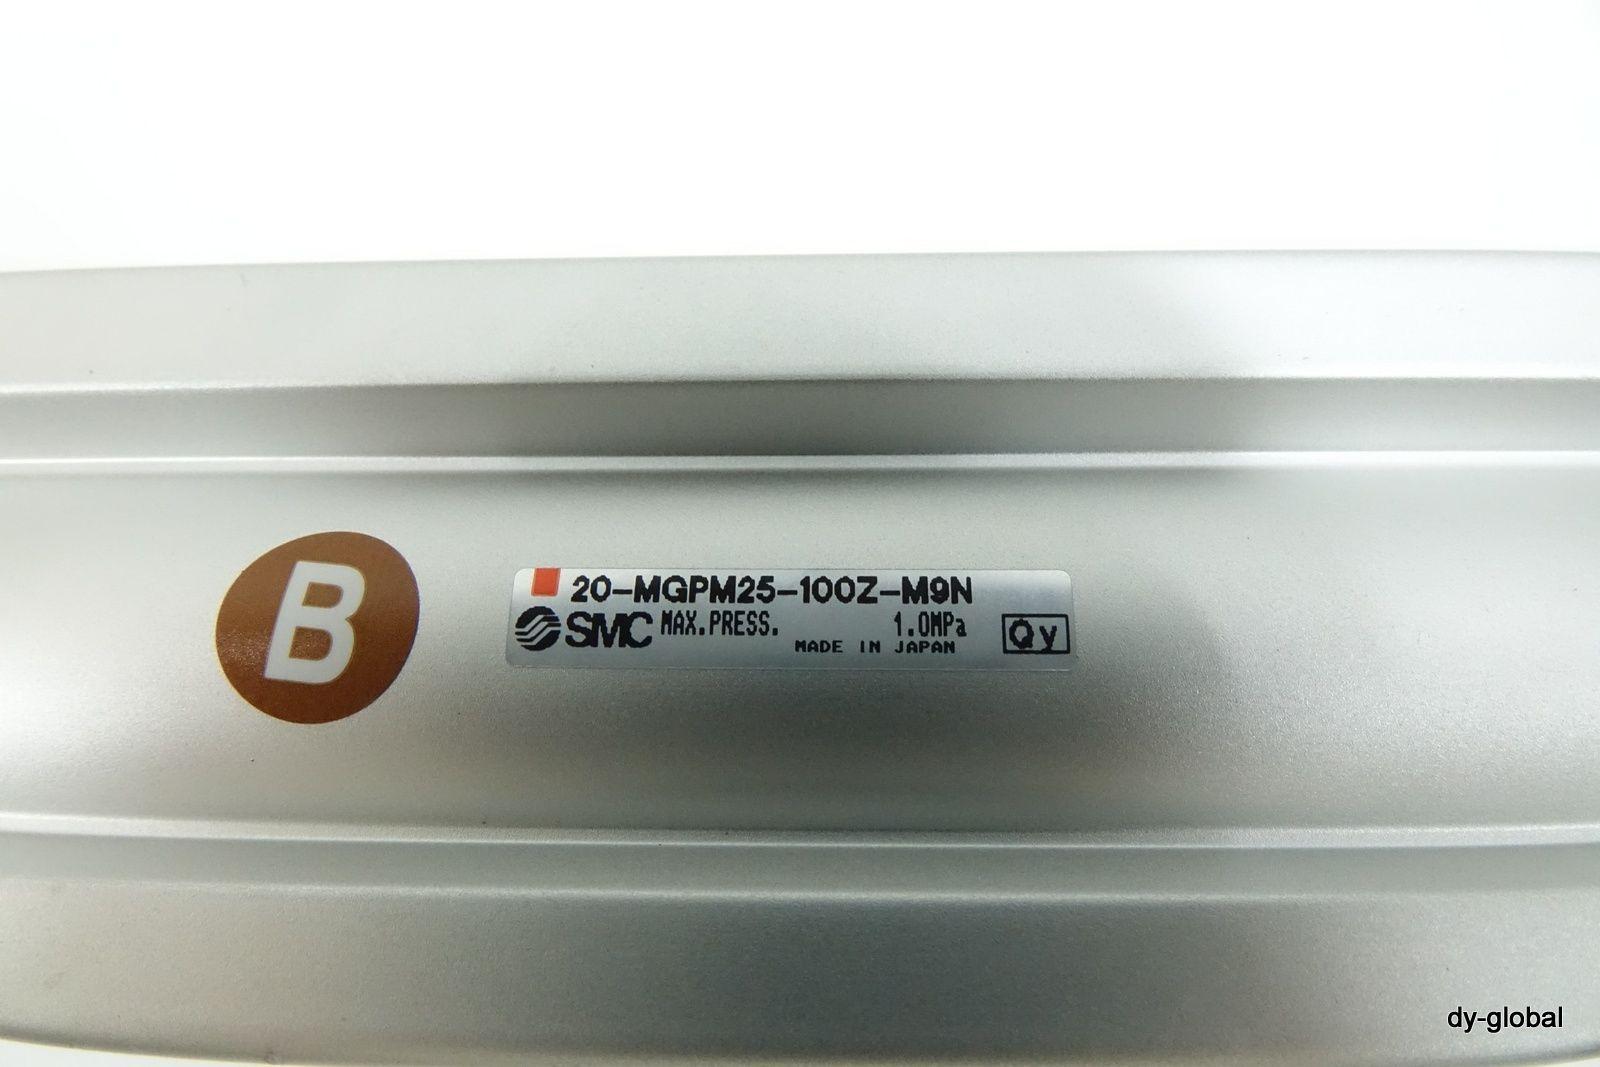 B
20-MGPM25-100Z-M9N
SMC MAX.PRESS. 1.0MPa
MADE IN JAPAN
Qy
dy-global